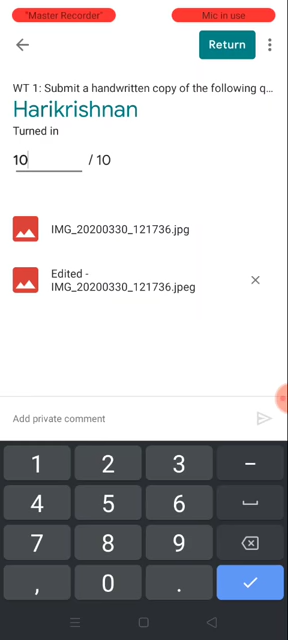 "Master Recorder"
Mic in use
Return
WT 1: Submit a handwritten copy of the following q...
Harikrishnan
Turned in
10 / 10
IMG_20200330_121736.jpg
Edited -
IMG_20200330_121736.jpeg
Add private comment
1 2 3 –
4 5 6
7 8 9
, 0 .